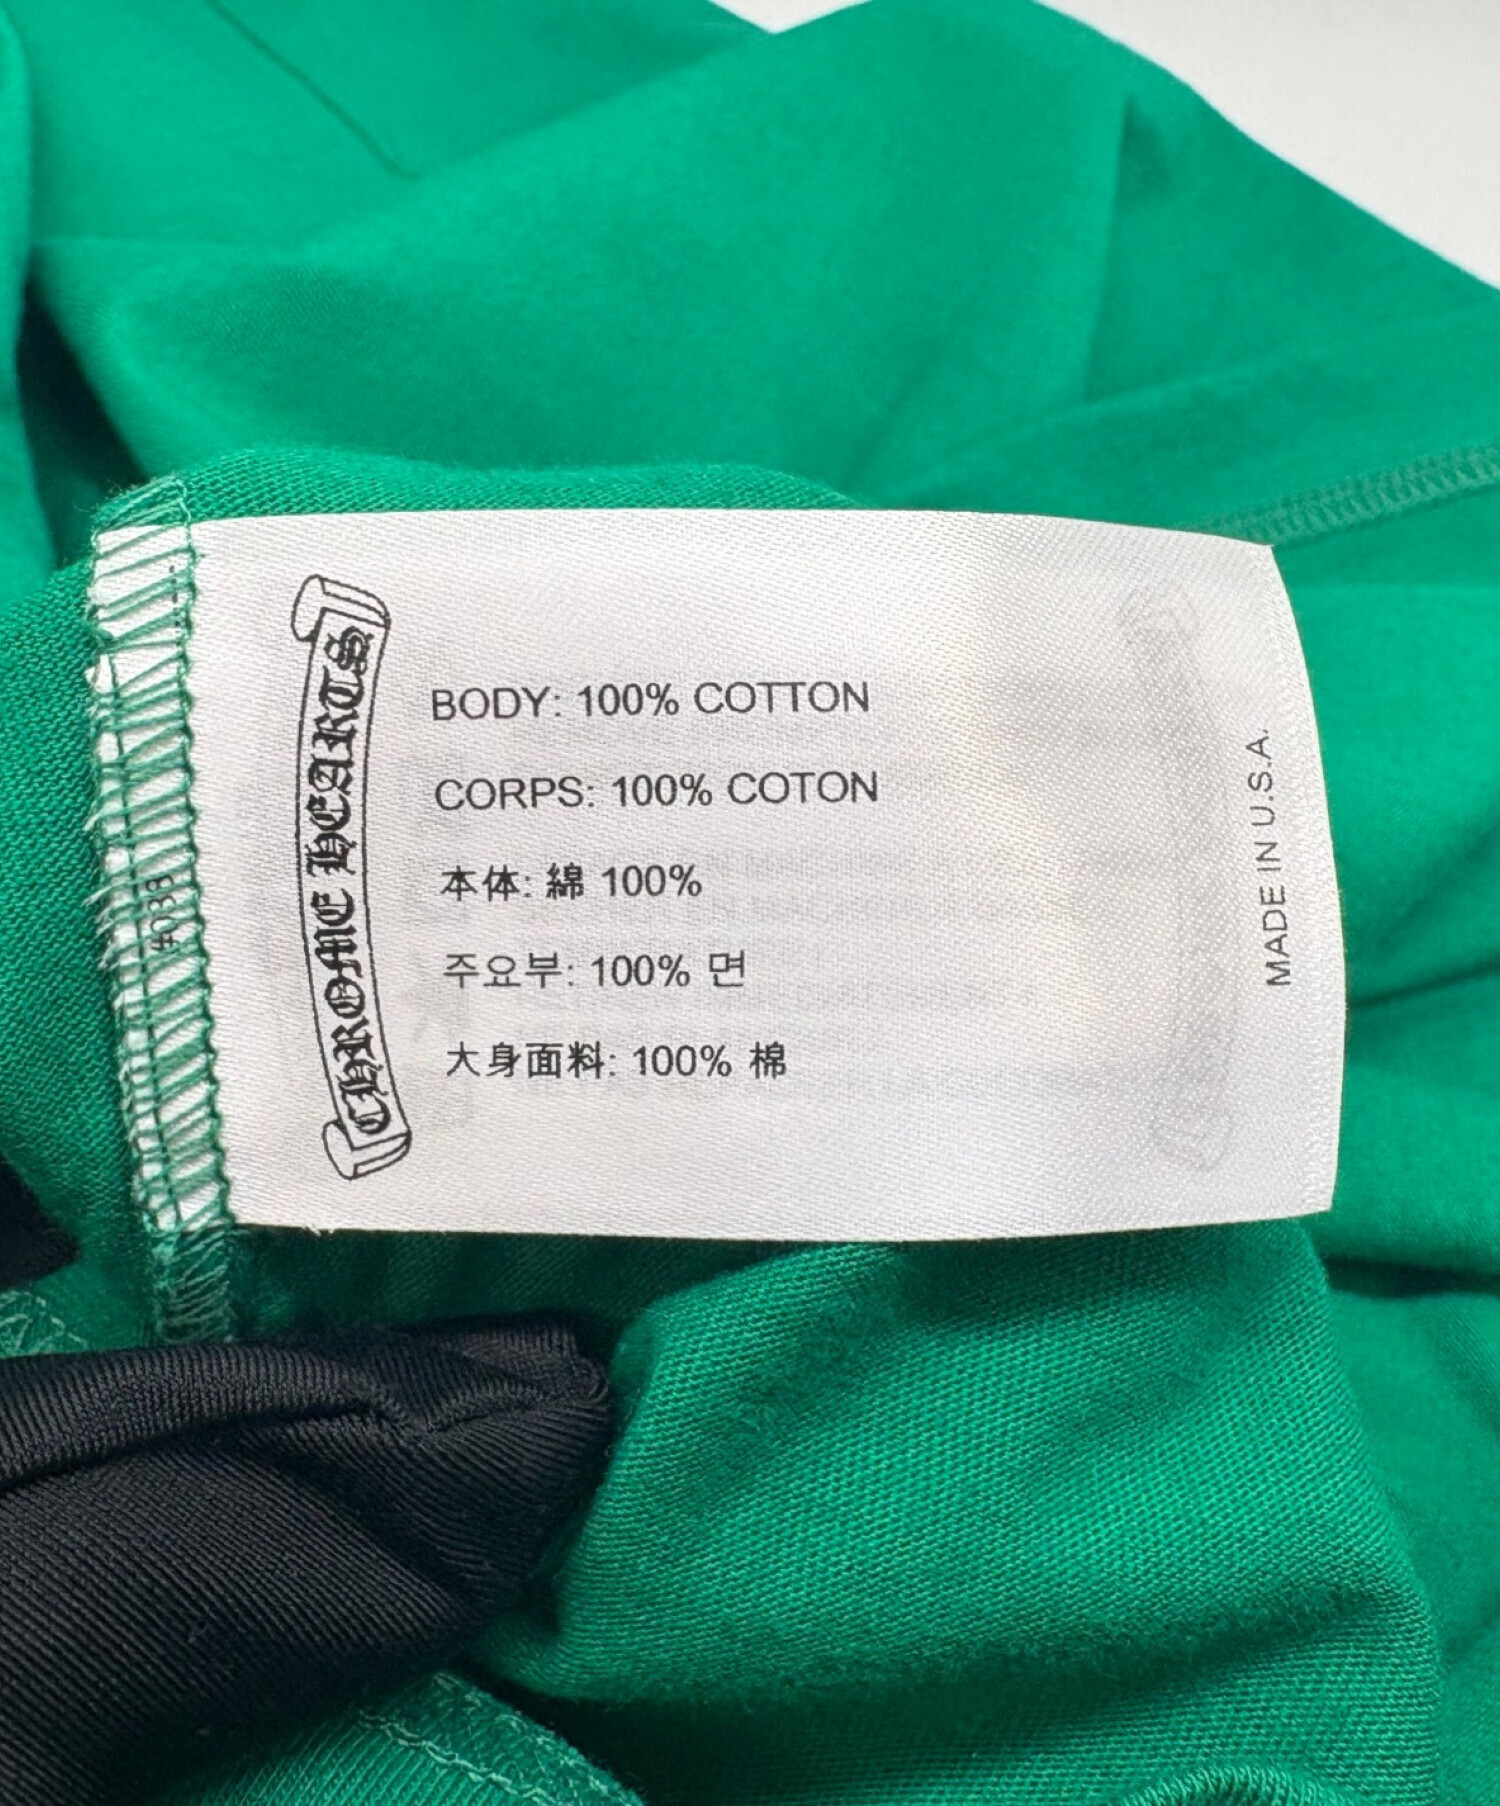 CHROME HEARTS
BODY: 100% COTTON
CORPS: 100% COTON
本体: 綿 100%
주요부: 100% 면
大身面料: 100% 棉
MADE IN U.S.A.